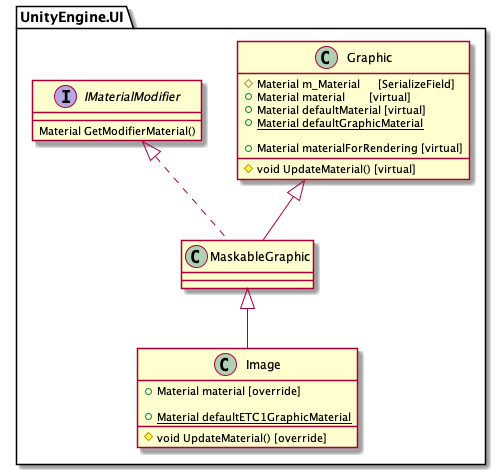 UnityEngine.UI
C Graphic
Material m_Material [SerializeField]
Material material [virtual]
Material defaultMaterial [virtual]
Material defaultGraphicMaterial
Material materialForRendering [virtual]
void UpdateMaterial() [virtual]
I IMaterialModifier
Material GetModifierMaterial()
C MaskableGraphic
C Image
Material material [override]
Material defaultETC1GraphicMaterial
void UpdateMaterial() [override]